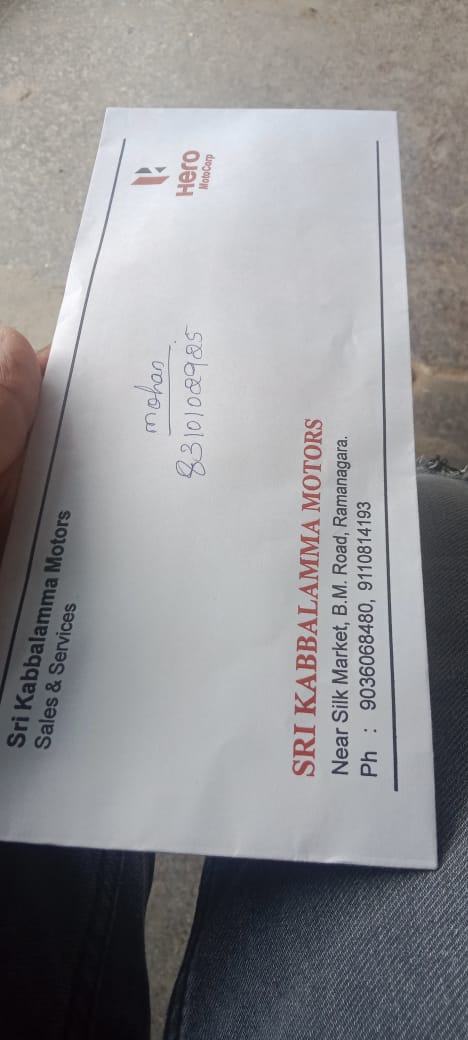 Sri Kabbalamma Motors
Sales & Services
Hero
MotoCorp
mohan
8310102925
SRI KABBALAMMA MOTORS
Near Silk Market, B.M. Road, Ramanagara.
Ph : 9036068480, 9110814193